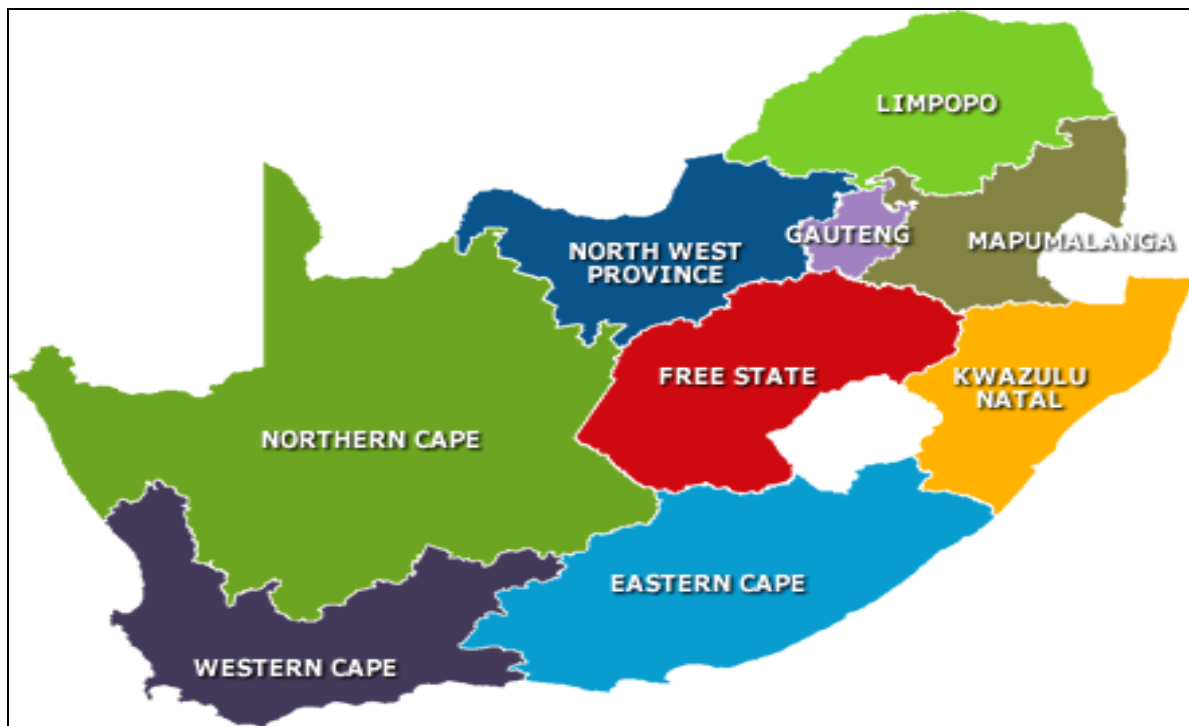 LIMPOPO
GAUTENG
MAPUMALANGA
NORTH WEST
PROVINCE
FREE STATE
KWAZULU
NATAL
NORTHERN CAPE
EASTERN CAPE
WESTERN CAPE